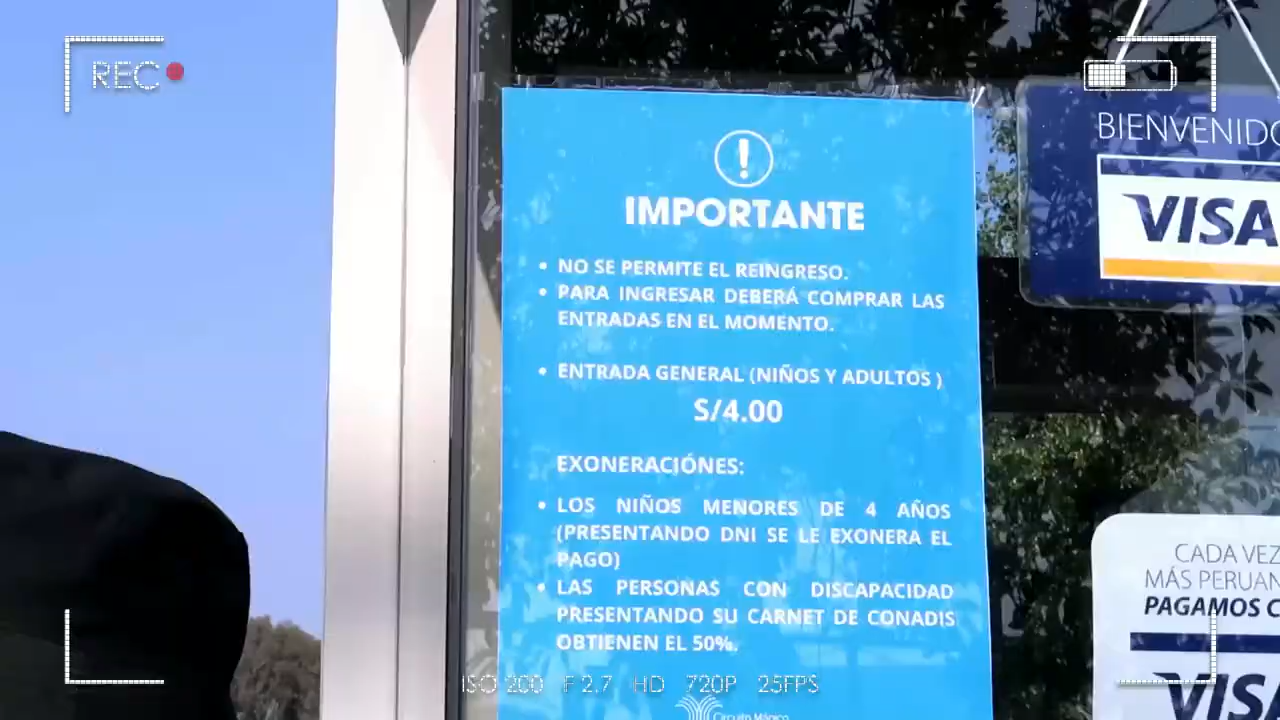 REC
IMPORTANTE
• NO SE PERMITE EL REINGRESO.
• PARA INGRESAR DEBERÁ COMPRAR LAS
ENTRADAS EN EL MOMENTO.
• ENTRADA GENERAL (NIÑOS Y ADULTOS )
S/4.00
EXONERACIÓNES:
• LOS NIÑOS MENORES DE 4 AÑOS
(PRESENTANDO DNI SE LE EXONERA EL
PAGO)
• LAS PERSONAS CON DISCAPACIDAD
PRESENTANDO SU CARNET DE CONADIS
OBTIENEN EL 50%.
Circuito Mágico
BIENVENIDO
VISA
CADA VEZ
MÁS PERUAN
PAGAMOS C
VISA
ISO 200 F 2.7 HD 720P 25FPS